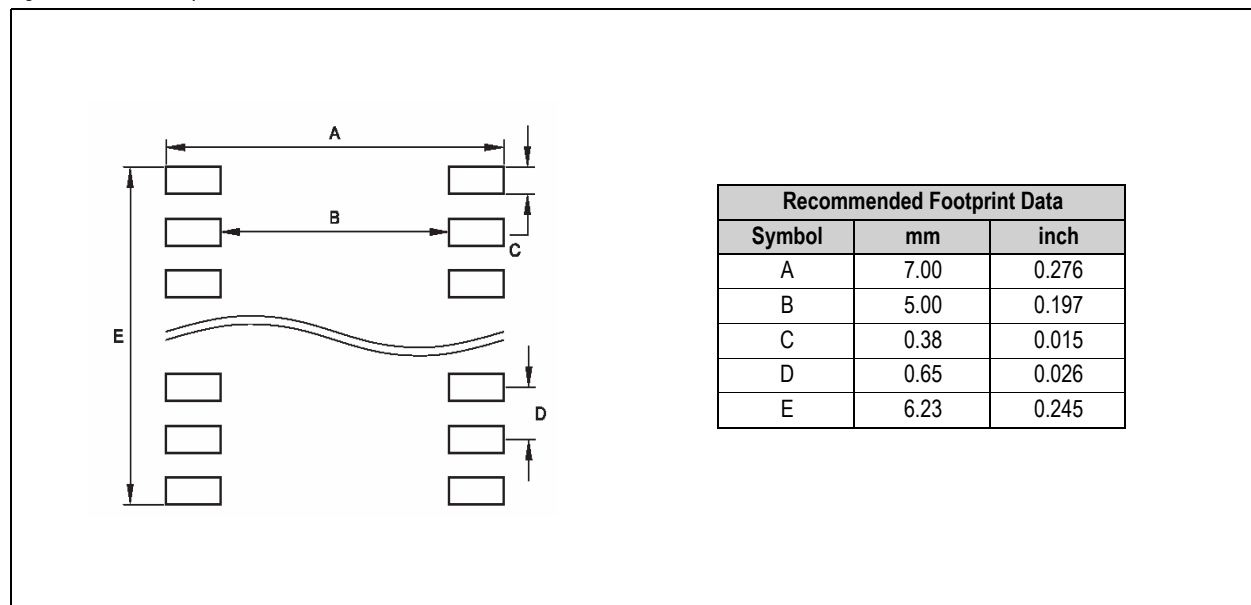 A
B
C
E
D
Recommended Footprint Data
Symbol mm inch
A 7.00 0.276
B 5.00 0.197
C 0.38 0.015
D 0.65 0.026
E 6.23 0.245